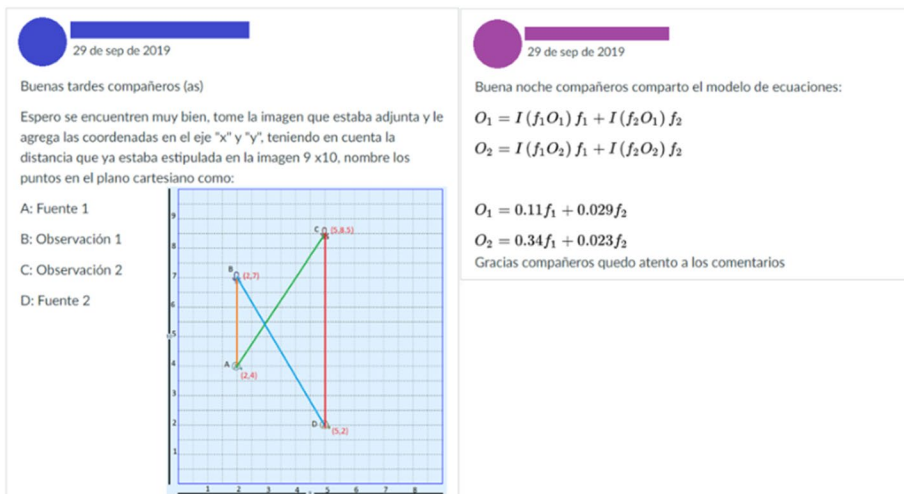 29 de sep de 2019
Buenas tardes compañeros (as)
Espero se encuentren muy bien, tome la imagen que estaba adjunta y le
agrega las coordenadas en el eje "x" y "y", teniendo en cuenta la
distancia que ya estaba estipulada en la imagen 9 x10, nombre los
puntos en el plano cartesiano como:
A: Fuente 1
B: Observación 1
C: Observación 2
D: Fuente 2
9
8
7
6
5
4
3
2
1
C
(5,8.5)
B
(2,7)
A
(2,4)
D
(5,2)
1 2 3 4 5 6 7 8
29 de sep de 2019
Buena noche compañeros comparto el modelo de ecuaciones:
O₁ = I (f₁O₁) f₁ + I (f₂O₁) f₂
O₂ = I (f₁O₂) f₁ + I (f₂O₂) f₂
O₁ = 0.11f₁ + 0.029f₂
O₂ = 0.34f₁ + 0.023f₂
Gracias compañeros quedo atento a los comentarios